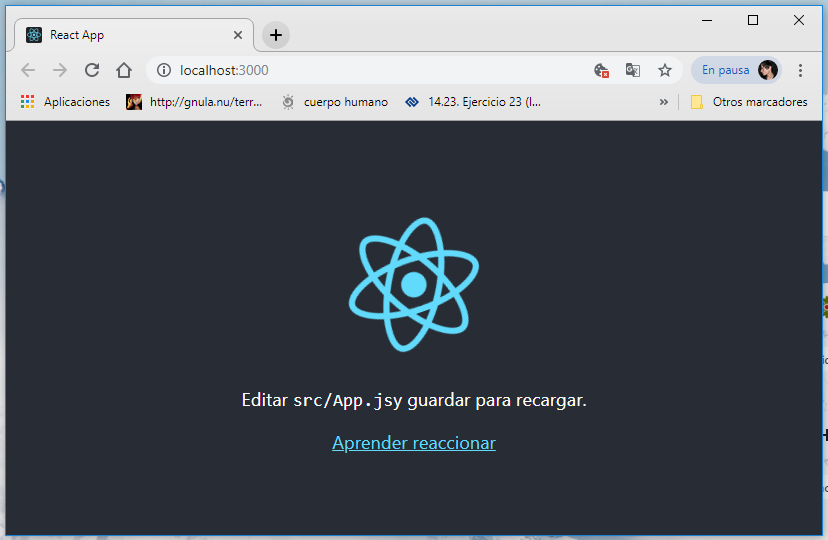 React App
localhost:3000
En pausa
Aplicaciones
http://gnula.nu/terr...
cuerpo humano
14.23. Ejercicio 23 (I...
»
Otros marcadores
Editar src/App.jsy guardar para recargar.
Aprender reaccionar